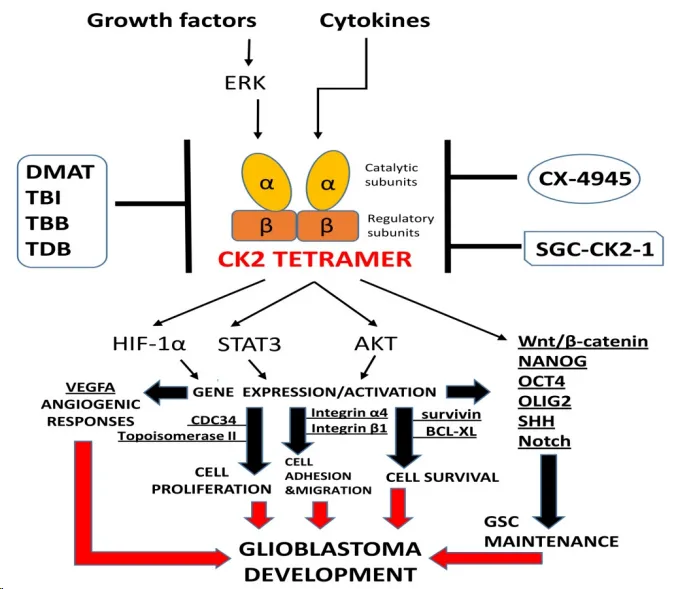 Growth factors
Cytokines
ERK
α
α
Catalytic
subunits
β
β
Regulatory
subunits
CK2 TETRAMER
DMAT
TBI
TBB
TDB
CX-4945
SGC-CK2-1
HIF-1α
STAT3
AKT
Wnt/β-catenin
NANOG
OCT4
OLIG2
SHH
Notch
GENE EXPRESSION/ACTIVATION
VEGFA
ANGIOGENIC
RESPONSES
CDC34
Topoisomerase II
Integrin α4
Integrin β1
survivin
BCL-XL
CELL
PROLIFERATION
CELL
ADHESION
&MIGRATION
CELL SURVIVAL
GSC
MAINTENANCE
GLIOBLASTOMA
DEVELOPMENT